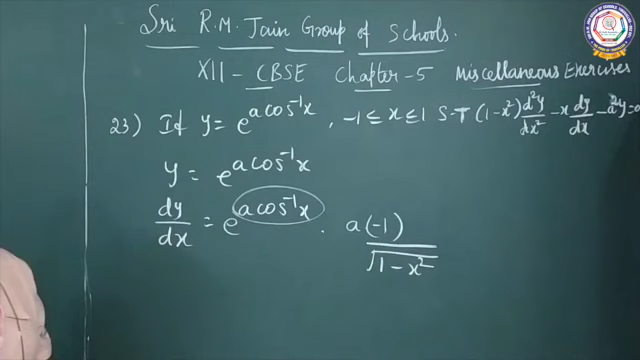 Sri R.M. Jain Group of Schools.
XII - CBSE Chapter-5 Miscellaneous Exercises
23) If y = e^(a cos⁻¹x), -1 ≤ x ≤ 1 S.T (1-x²) d²y/dx² - x dy/dx - a²y = 0
y = e^(a cos⁻¹x)
dy/dx = e^(a cos⁻¹x) . a(-1)/√(1-x²)